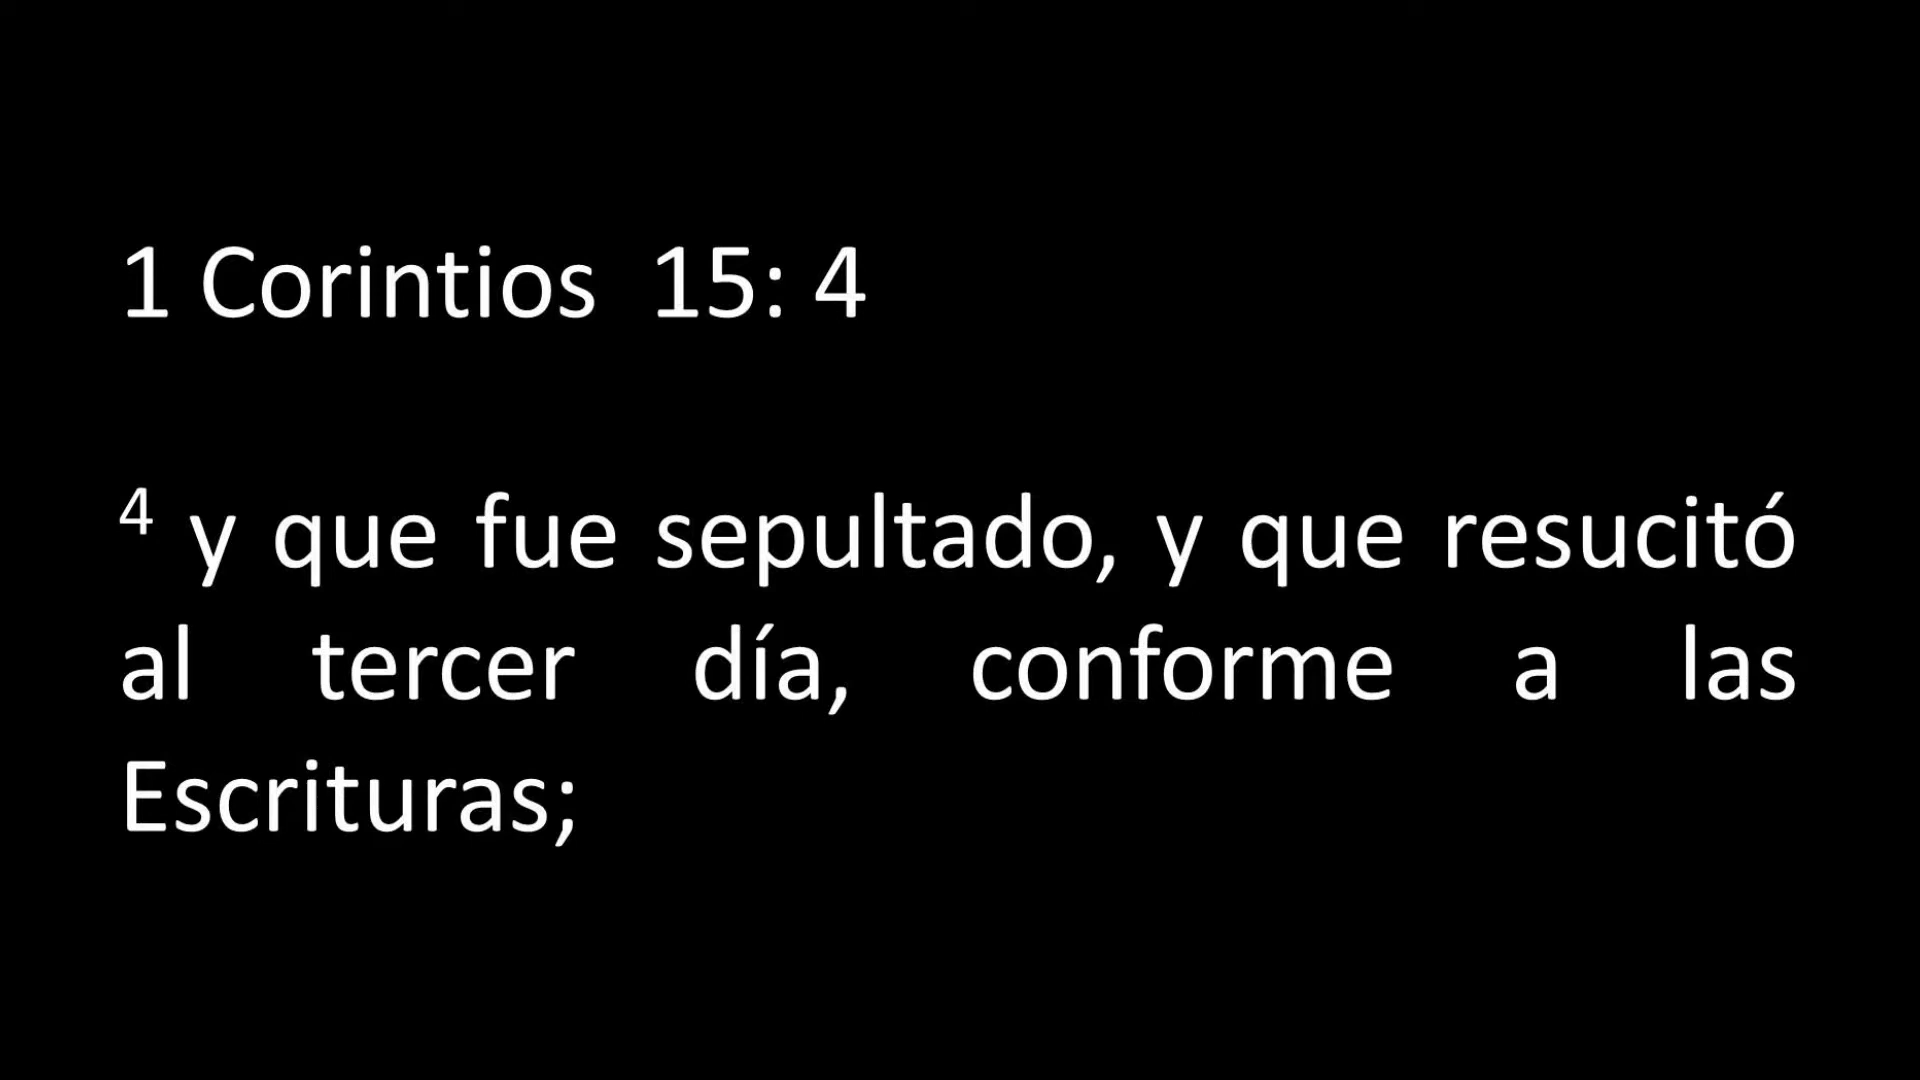 1 Corintios  15: 4
4 y que fue sepultado, y que resucitó
al tercer día, conforme a las
Escrituras;